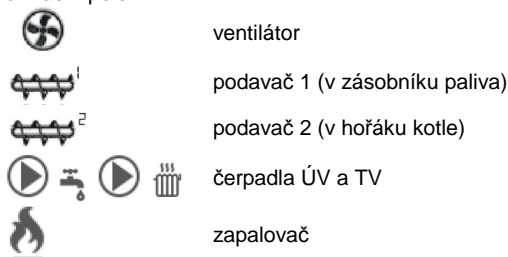 ventilátor
1 podavač 1 (v zásobníku paliva)
2 podavač 2 (v hořáku kotle)
čerpadla ÚV a TV
zapalovač